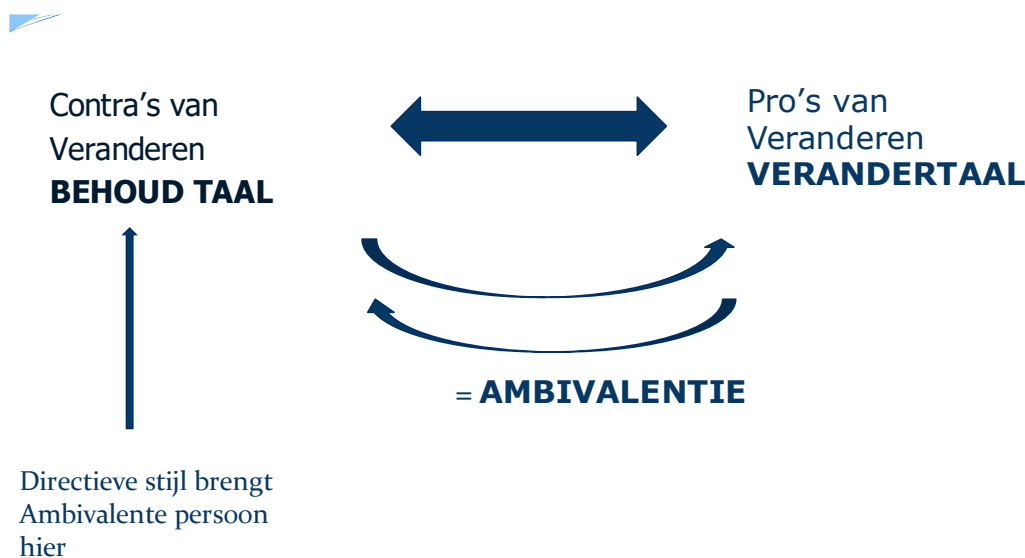 Contra’s van
Veranderen
BEHOUD TAAL
Pro’s van
Veranderen
VERANDERTAAL
= AMBIVALENTIE
Directieve stijl brengt
Ambivalente persoon
hier